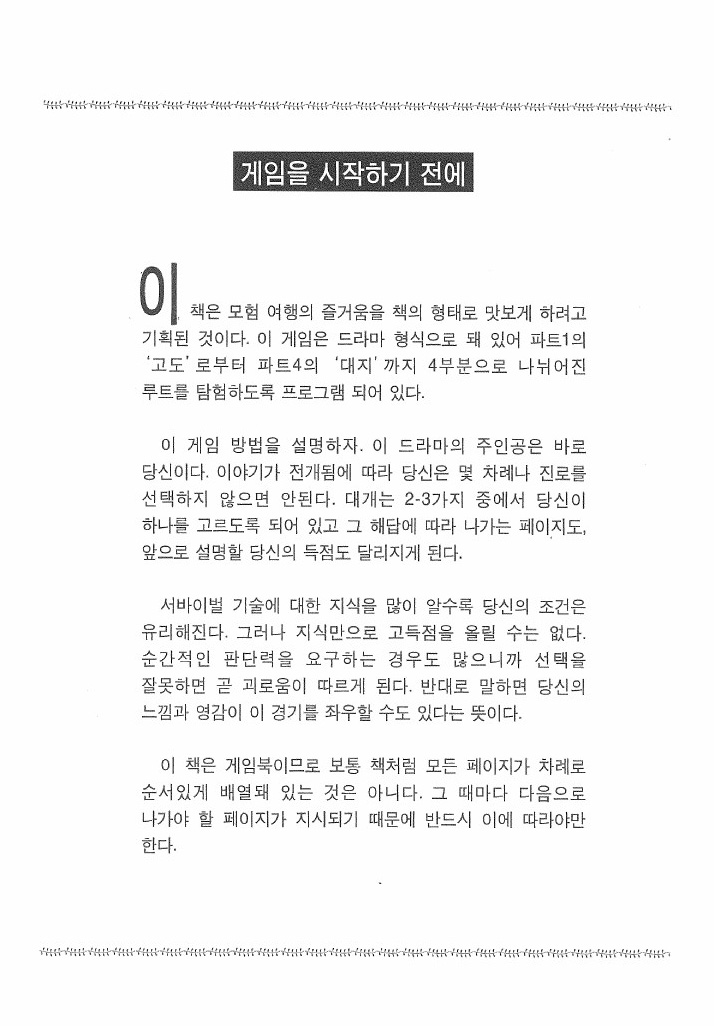 게임을 시작하기 전에
이 책은 모험 여행의 즐거움을 책의 형태로 맛보게 하려고
기획된 것이다. 이 게임은 드라마 형식으로 돼 있어 파트1의
‘고도’로부터 파트4의 ‘대지’까지 4부분으로 나뉘어진
루트를 탐험하도록 프로그램 되어 있다.
이 게임 방법을 설명하자. 이 드라마의 주인공은 바로
당신이다. 이야기가 전개됨에 따라 당신은 몇 차례나 진로를
선택하지 않으면 안된다. 대개는 2-3가지 중에서 당신이
하나를 고르도록 되어 있고 그 해답에 따라 나가는 페이지도,
앞으로 설명할 당신의 득점도 달리지게 된다.
서바이벌 기술에 대한 지식을 많이 알수록 당신의 조건은
유리해진다. 그러나 지식만으로 고득점을 올릴 수는 없다.
순간적인 판단력을 요구하는 경우도 많으니까 선택을
잘못하면 곧 괴로움이 따르게 된다. 반대로 말하면 당신의
느낌과 영감이 이 경기를 좌우할 수도 있다는 뜻이다.
이 책은 게임북이므로 보통 책처럼 모든 페이지가 차례로
순서있게 배열돼 있는 것은 아니다. 그 때마다 다음으로
나가야 할 페이지가 지시되기 때문에 반드시 이에 따라야만
한다.